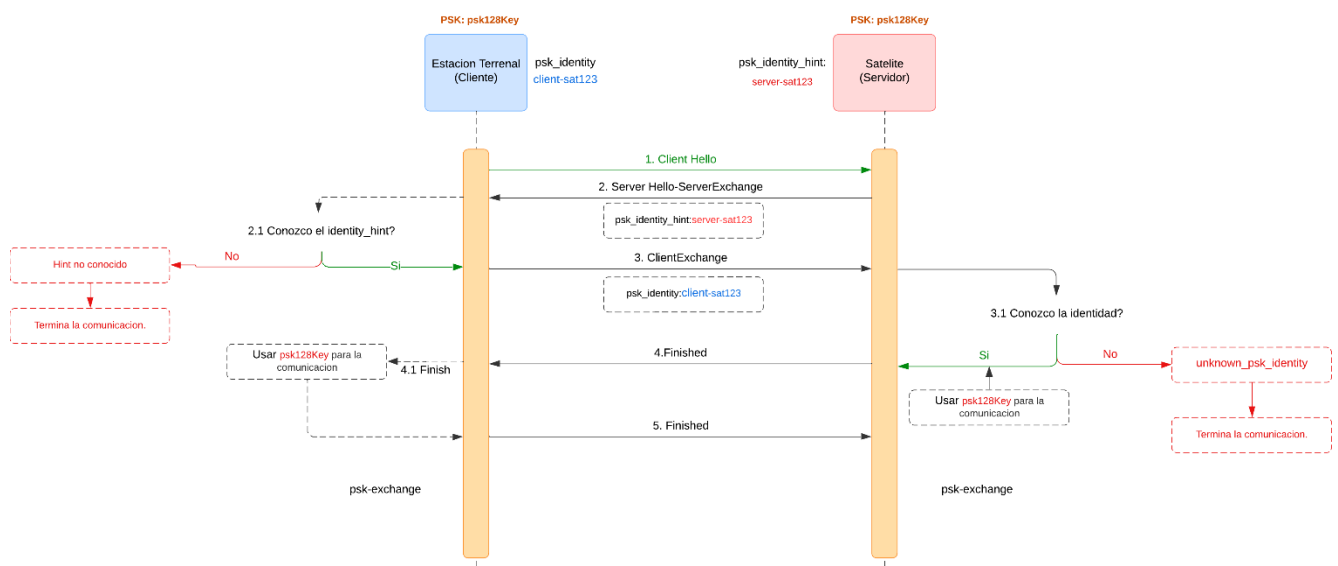 PSK: psk128Key
PSK: psk128Key
Estacion Terrenal
(Cliente)
psk_identity
client-sat123
psk_identity_hint:
server-sat123
Satelite
(Servidor)
1. Client Hello
2. Server Hello-ServerExchange
psk_identity_hint:server-sat123
2.1 Conozco el identity_hint?
No
Si
Hint no conocido
Termina la comunicacion.
3. ClientExchange
psk_identity:client-sat123
3.1 Conozco la identidad?
Si
No
unknown_psk_identity
Termina la comunicacion.
Usar psk128Key para la
comunicacion
4.Finished
4.1 Finish
Usar psk128Key para la
comunicacion
5. Finished
psk-exchange
psk-exchange